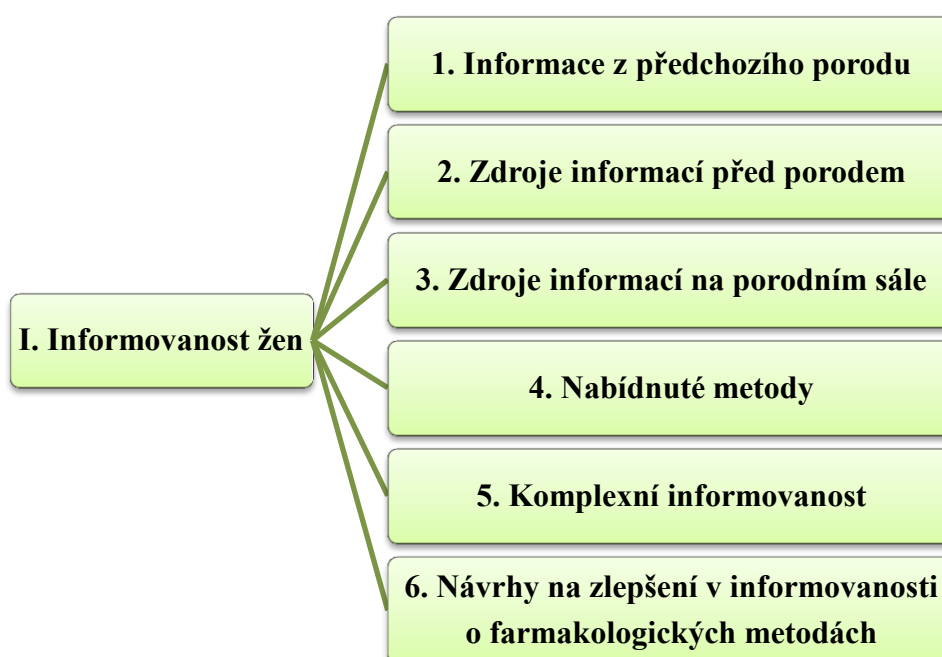 1. Informace z předchozího porodu
2. Zdroje informací před porodem
3. Zdroje informací na porodním sále
I. Informovanost žen
4. Nabídnuté metody
5. Komplexní informovanost
6. Návrhy na zlepšení v informovanosti
o farmakologických metodách